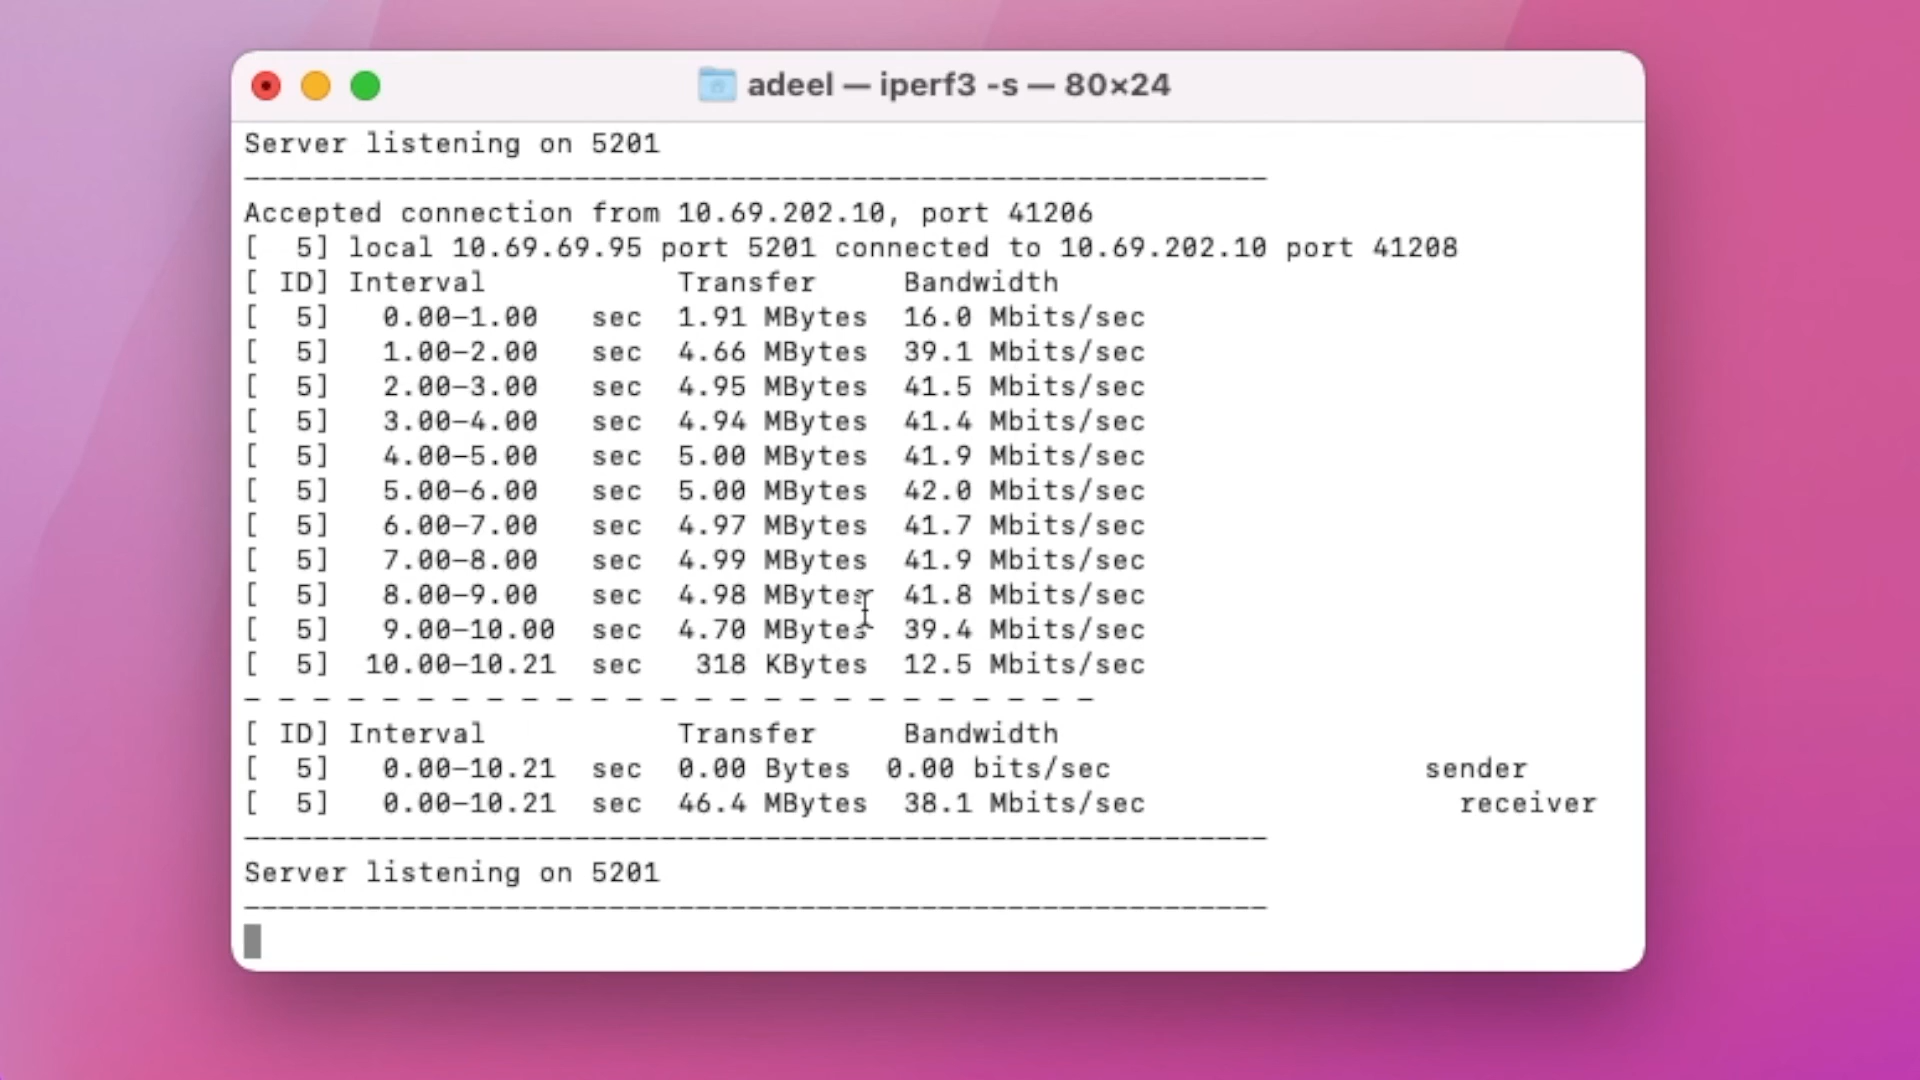 adeel — iperf3 -s — 80×24
Server listening on 5201
-----------------------------------------------------------
Accepted connection from 10.69.202.10, port 41206
[  5] local 10.69.69.95 port 5201 connected to 10.69.202.10 port 41208
[ ID] Interval           Transfer     Bandwidth
[  5]   0.00-1.00   sec  1.91 MBytes  16.0 Mbits/sec
[  5]   1.00-2.00   sec  4.66 MBytes  39.1 Mbits/sec
[  5]   2.00-3.00   sec  4.95 MBytes  41.5 Mbits/sec
[  5]   3.00-4.00   sec  4.94 MBytes  41.4 Mbits/sec
[  5]   4.00-5.00   sec  5.00 MBytes  41.9 Mbits/sec
[  5]   5.00-6.00   sec  5.00 MBytes  42.0 Mbits/sec
[  5]   6.00-7.00   sec  4.97 MBytes  41.7 Mbits/sec
[  5]   7.00-8.00   sec  4.99 MBytes  41.9 Mbits/sec
[  5]   8.00-9.00   sec  4.98 MBytes  41.8 Mbits/sec
[  5]   9.00-10.00  sec  4.70 MBytes  39.4 Mbits/sec
[  5]  10.00-10.21  sec   318 KBytes  12.5 Mbits/sec
- - - - - - - - - - - - - - - - - - - - - - - - -
[ ID] Interval           Transfer     Bandwidth
[  5]   0.00-10.21  sec  0.00 Bytes  0.00 bits/sec                  sender
[  5]   0.00-10.21  sec  46.4 MBytes  38.1 Mbits/sec                  receiver
-----------------------------------------------------------
Server listening on 5201
-----------------------------------------------------------